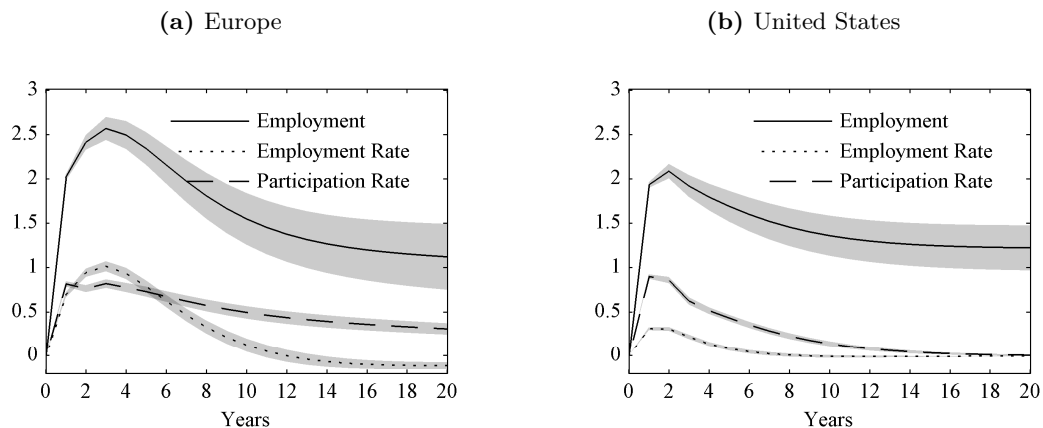 (a) Europe
3
2.5
2
1.5
1
0.5
0
0 2 4 6 8 10 12 14 16 18 20
Years
Employment
Employment Rate
Participation Rate
(b) United States
3
2.5
2
1.5
1
0.5
0
0 2 4 6 8 10 12 14 16 18 20
Years
Employment
Employment Rate
Participation Rate